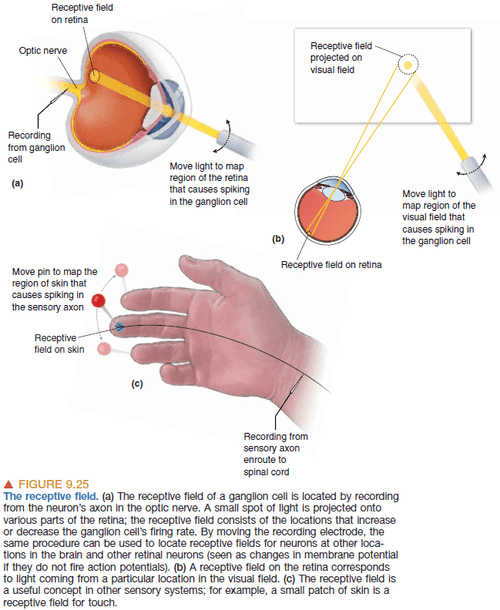 Receptive field
on retina
Optic nerve
Recording
from ganglion
cell
Move light to map
region of the retina
that causes spiking
in the ganglion cell
(a)
Receptive field
projected on
visual field
Move light to
map region of the
visual field that
causes spiking in
the ganglion cell
(b)
Receptive field on retina
Move pin to map the
region of skin that
causes spiking in
the sensory axon
Receptive
field on skin
(c)
Recording from
sensory axon
enroute to
spinal cord
▲ FIGURE 9.25
The receptive field. (a) The receptive field of a ganglion cell is located by recording
from the neuron's axon in the optic nerve. A small spot of light is projected onto
various parts of the retina; the receptive field consists of the locations that increase
or decrease the ganglion cell's firing rate. By moving the recording electrode, the
same procedure can be used to locate receptive fields for neurons at other loca-
tions in the brain and other retinal neurons (seen as changes in membrane potential
if they do not fire action potentials). (b) A receptive field on the retina corresponds
to light coming from a particular location in the visual field. (c) The receptive field is
a useful concept in other sensory systems; for example, a small patch of skin is a
receptive field for touch.